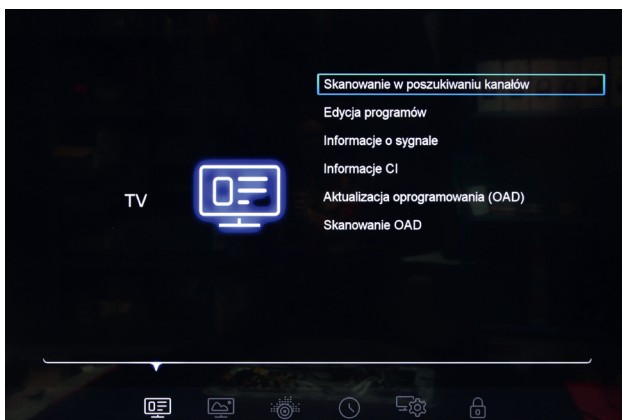 Skanowanie w poszukiwaniu kanałów
Edycja programów
Informacje o sygnale
Informacje CI
TV
Aktualizacja oprogramowania (OAD)
Skanowanie OAD